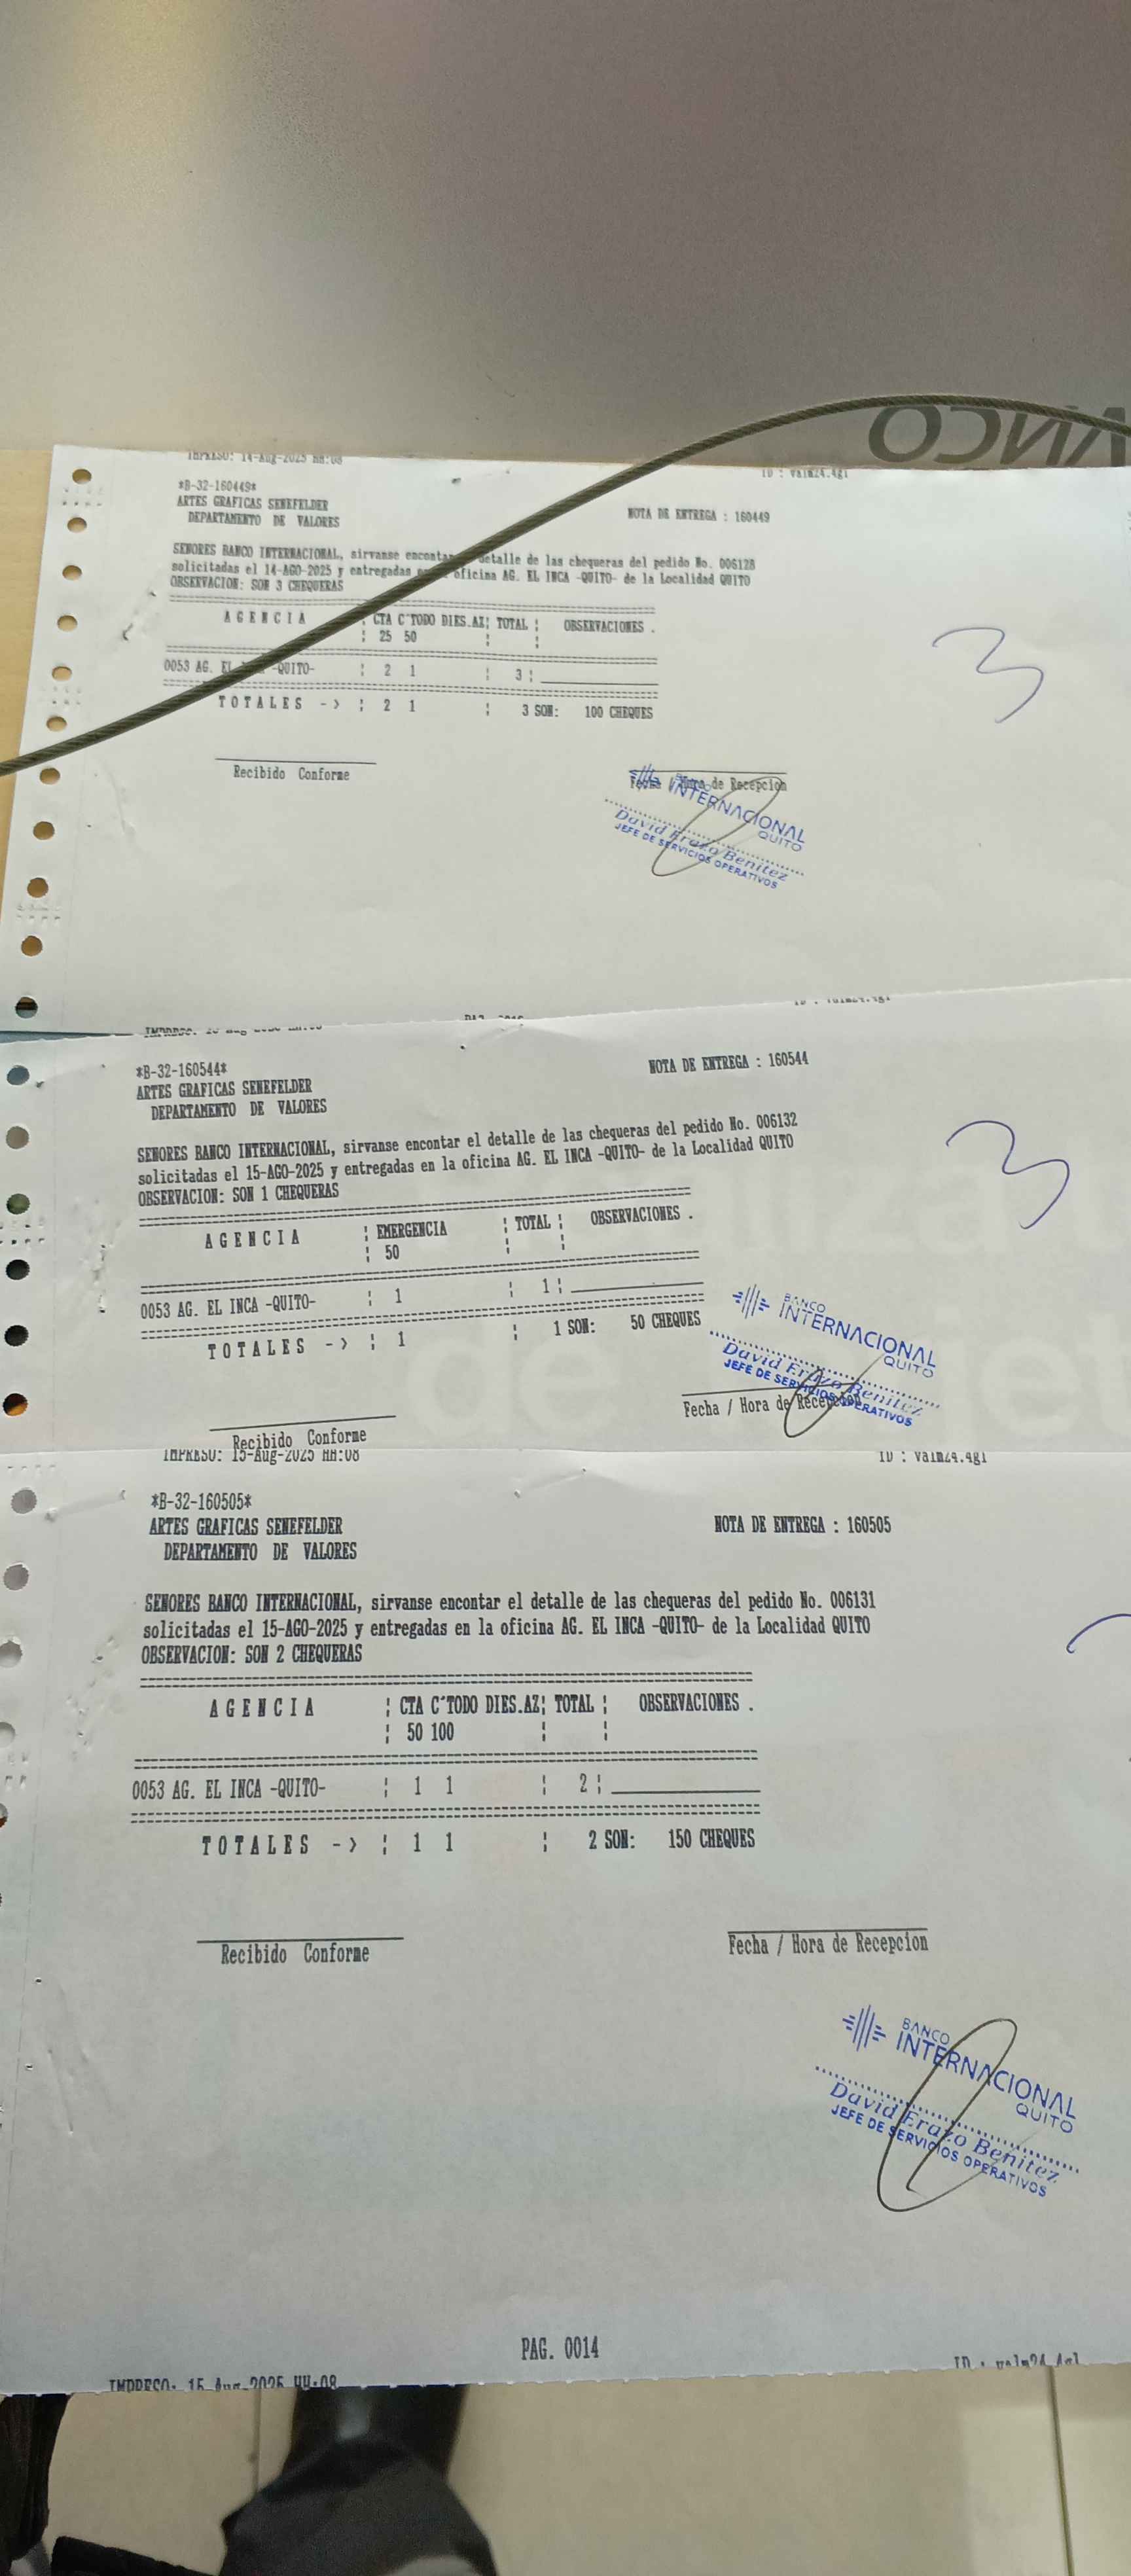 ANCO
IMPRESO: 14-Aug-2025 HH:08
ID : valm24.4gl
*B-32-160449*
ARTES GRAFICAS SENEFELDER
NOTA DE ENTREGA : 160449
DEPARTAMENTO DE VALORES
SENORES BANCO INTERNACIONAL, sirvanse encontar detalle de las chequeras del pedido No. 006128
solicitadas el 14-AGO-2025 y entregadas oficina AG. EL INCA -QUITO- de la Localidad QUITO
OBSERVACION: SON 3 CHEQUERAS
A G E N C I A ¦ CTA C´TODO DIES.AZ¦ TOTAL ¦ OBSERVACIONES .
¦ 25 50 ¦ ¦
0053 AG. EL -QUITO- ¦ 2 1 ¦ 3 ¦
T O T A L E S - > ¦ 2 1 ¦ 3 SON: 100 CHEQUES
3
Recibido Conforme
Fecha / Hora de Recepcion
INTERNACIONAL
QUITO
David Erazo Benitez
JEFE DE SERVICIOS OPERATIVOS
ID : valm24.4gl
*B-32-160544*
ARTES GRAFICAS SENEFELDER
NOTA DE ENTREGA : 160544
DEPARTAMENTO DE VALORES
SENORES BANCO INTERNACIONAL, sirvanse encontar el detalle de las chequeras del pedido No. 006132
solicitadas el 15-AGO-2025 y entregadas en la oficina AG. EL INCA -QUITO- de la Localidad QUITO
OBSERVACION: SON 1 CHEQUERAS
A G E N C I A ¦ EMERGENCIA ¦ TOTAL ¦ OBSERVACIONES .
¦ 50 ¦ ¦
0053 AG. EL INCA -QUITO- ¦ 1 ¦ 1 ¦
T O T A L E S - > ¦ 1 ¦ 1 SON: 50 CHEQUES
3
BANCO
INTERNACIONAL
QUITO
David Erazo Benitez
JEFE DE SERVICIOS OPERATIVOS
Recibido Conforme
Fecha / Hora de Recepcion
IMPRESO: 15-Aug-2025 HH:08
ID : valm24.4gl
*B-32-160505*
ARTES GRAFICAS SENEFELDER
NOTA DE ENTREGA : 160505
DEPARTAMENTO DE VALORES
SENORES BANCO INTERNACIONAL, sirvanse encontar el detalle de las chequeras del pedido No. 006131
solicitadas el 15-AGO-2025 y entregadas en la oficina AG. EL INCA -QUITO- de la Localidad QUITO
OBSERVACION: SON 2 CHEQUERAS
A G E N C I A ¦ CTA C´TODO DIES.AZ¦ TOTAL ¦ OBSERVACIONES .
¦ 50 100 ¦ ¦
0053 AG. EL INCA -QUITO- ¦ 1 1 ¦ 2 ¦
T O T A L E S - > ¦ 1 1 ¦ 2 SON: 150 CHEQUES
Recibido Conforme
Fecha / Hora de Recepcion
BANCO
INTERNACIONAL
QUITO
David Erazo Benitez
JEFE DE SERVICIOS OPERATIVOS
PAG. 0014
IMPRESO: 15-Aug-2025 HH:08
ID : valm24.4gl